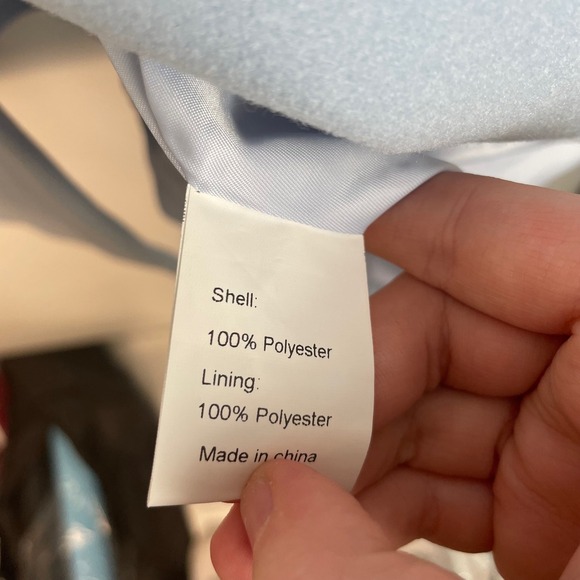 Shell:
100% Polyester
Lining:
100% Polyester
Made in china